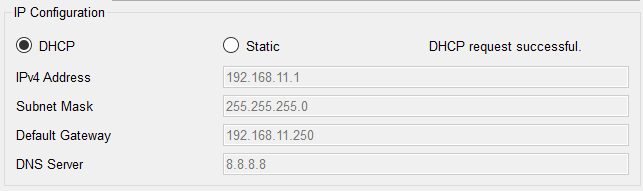 IP Configuration
DHCP Static DHCP request successful.
IPv4 Address 192.168.11.1
Subnet Mask 255.255.255.0
Default Gateway 192.168.11.250
DNS Server 8.8.8.8